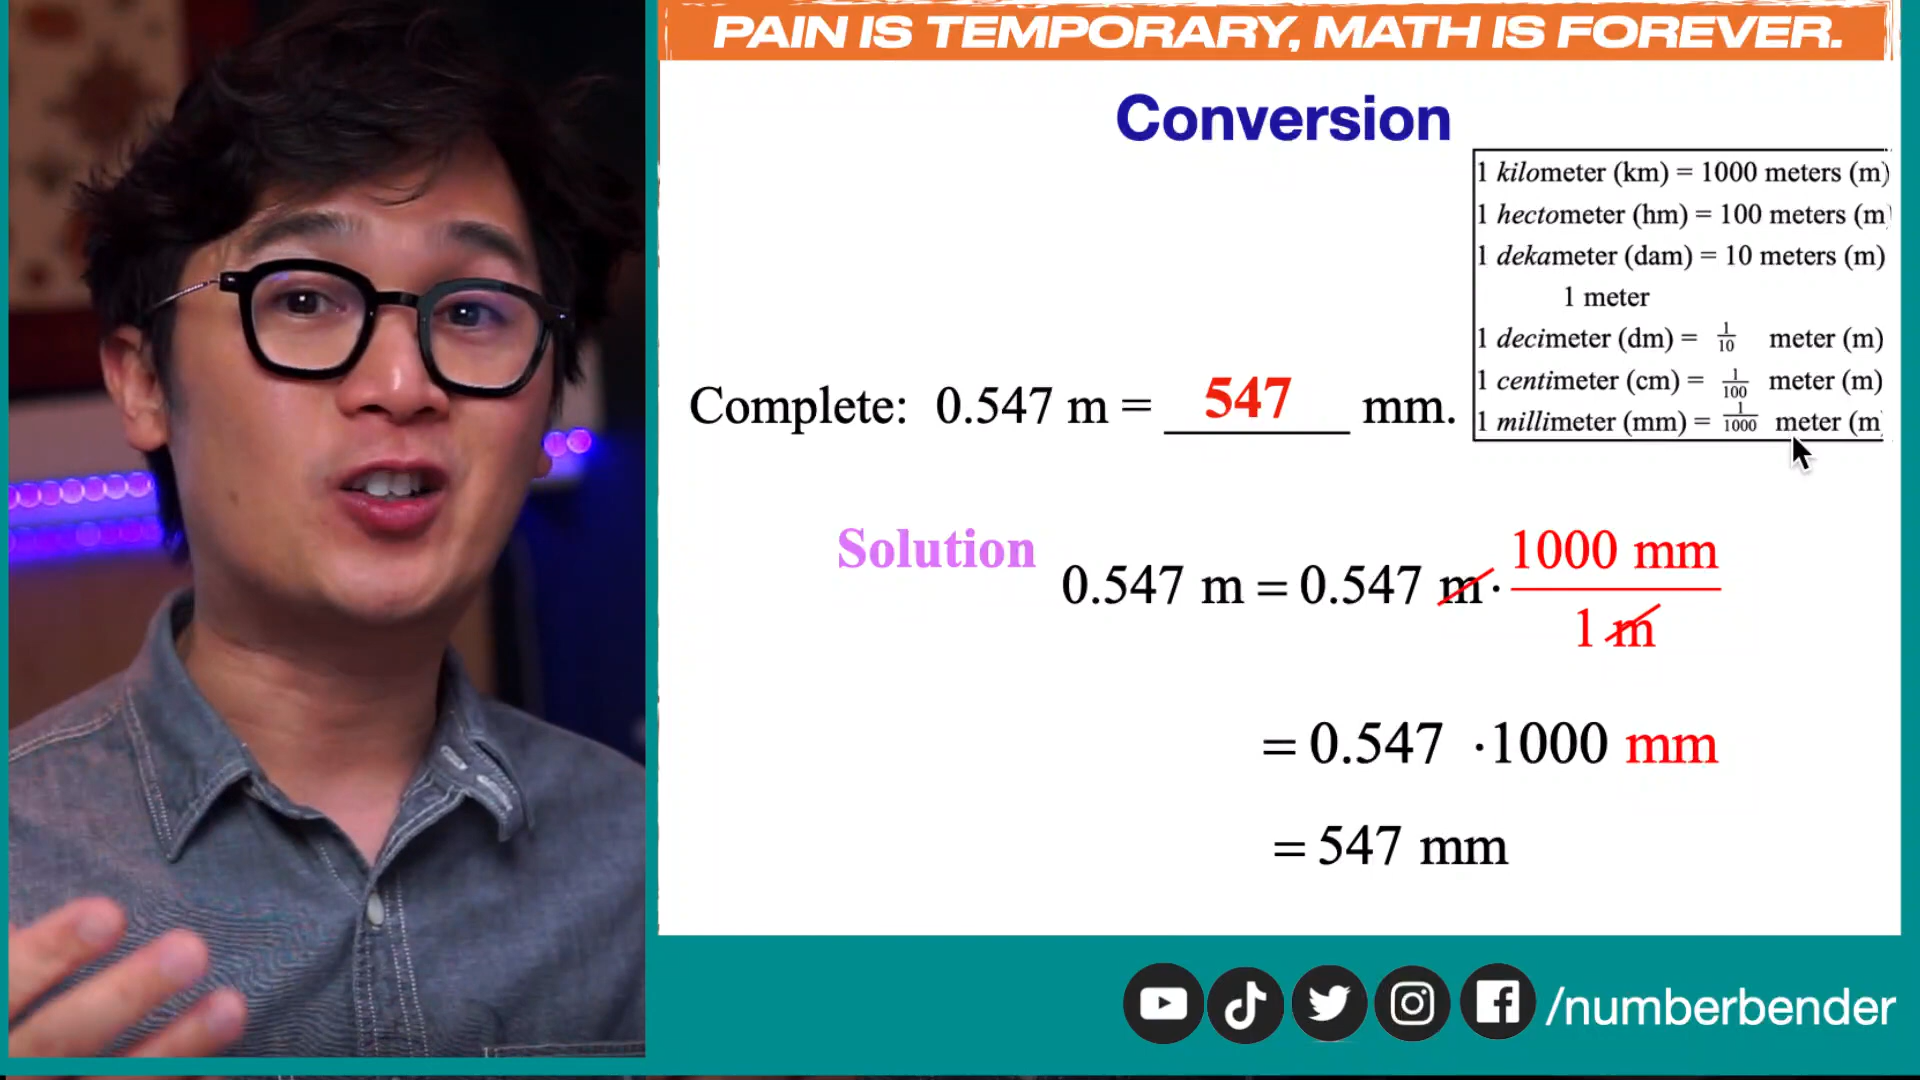 PAIN IS TEMPORARY, MATH IS FOREVER.
Conversion
1 kilometer (km) = 1000 meters (m)
1 hectometer (hm) = 100 meters (m)
1 dekameter (dam) = 10 meters (m)
1 meter
1 decimeter (dm) = 1/10 meter (m)
1 centimeter (cm) = 1/100 meter (m)
1 millimeter (mm) = 1/1000 meter (m
Complete: 0.547 m = 547 mm.
Solution
0.547 m = 0.547 m · 1000 mm / 1 m
= 0.547 · 1000 mm
= 547 mm
/numberbender